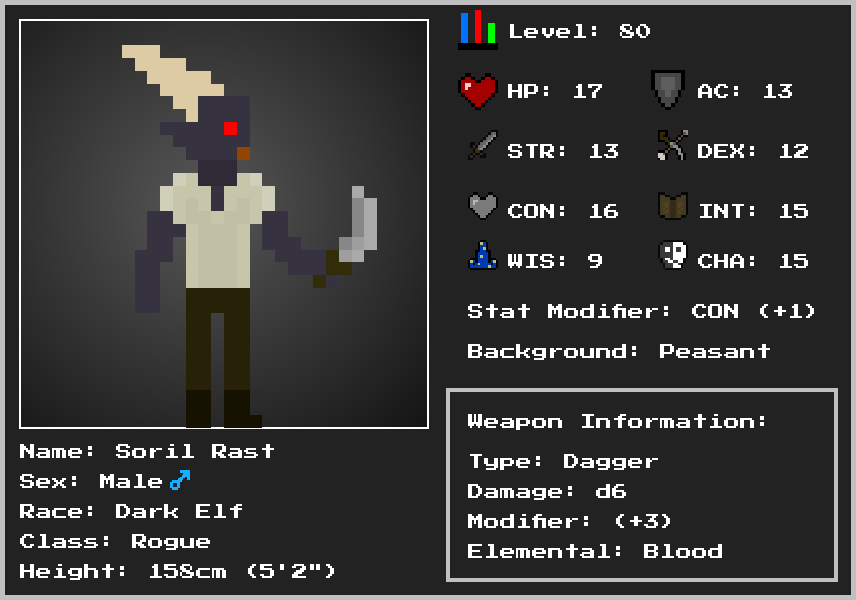 Level: 80
HP: 17
AC: 13
STR: 13
DEX: 12
CON: 16
INT: 15
WIS: 9
CHA: 15
Stat Modifier: CON (+1)
Background: Peasant
Weapon Information:
Type: Dagger
Damage: d6
Modifier: (+3)
Elemental: Blood
Name: Soril Rast
Sex: Male♂
Race: Dark Elf
Class: Rogue
Height: 158cm (5'2")